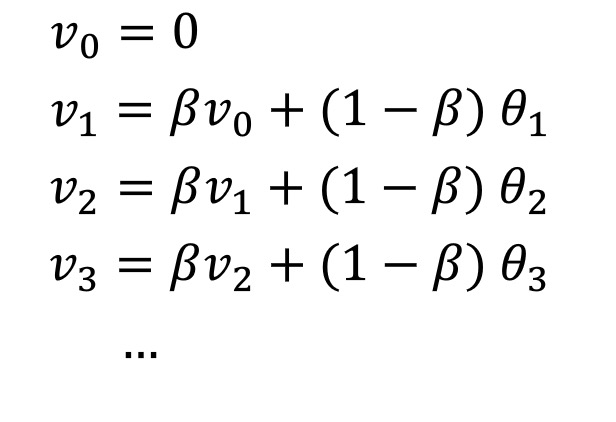 v₀ = 0
v₁ = βv₀ + (1 − β) θ₁
v₂ = βv₁ + (1 − β) θ₂
v₃ = βv₂ + (1 − β) θ₃
...